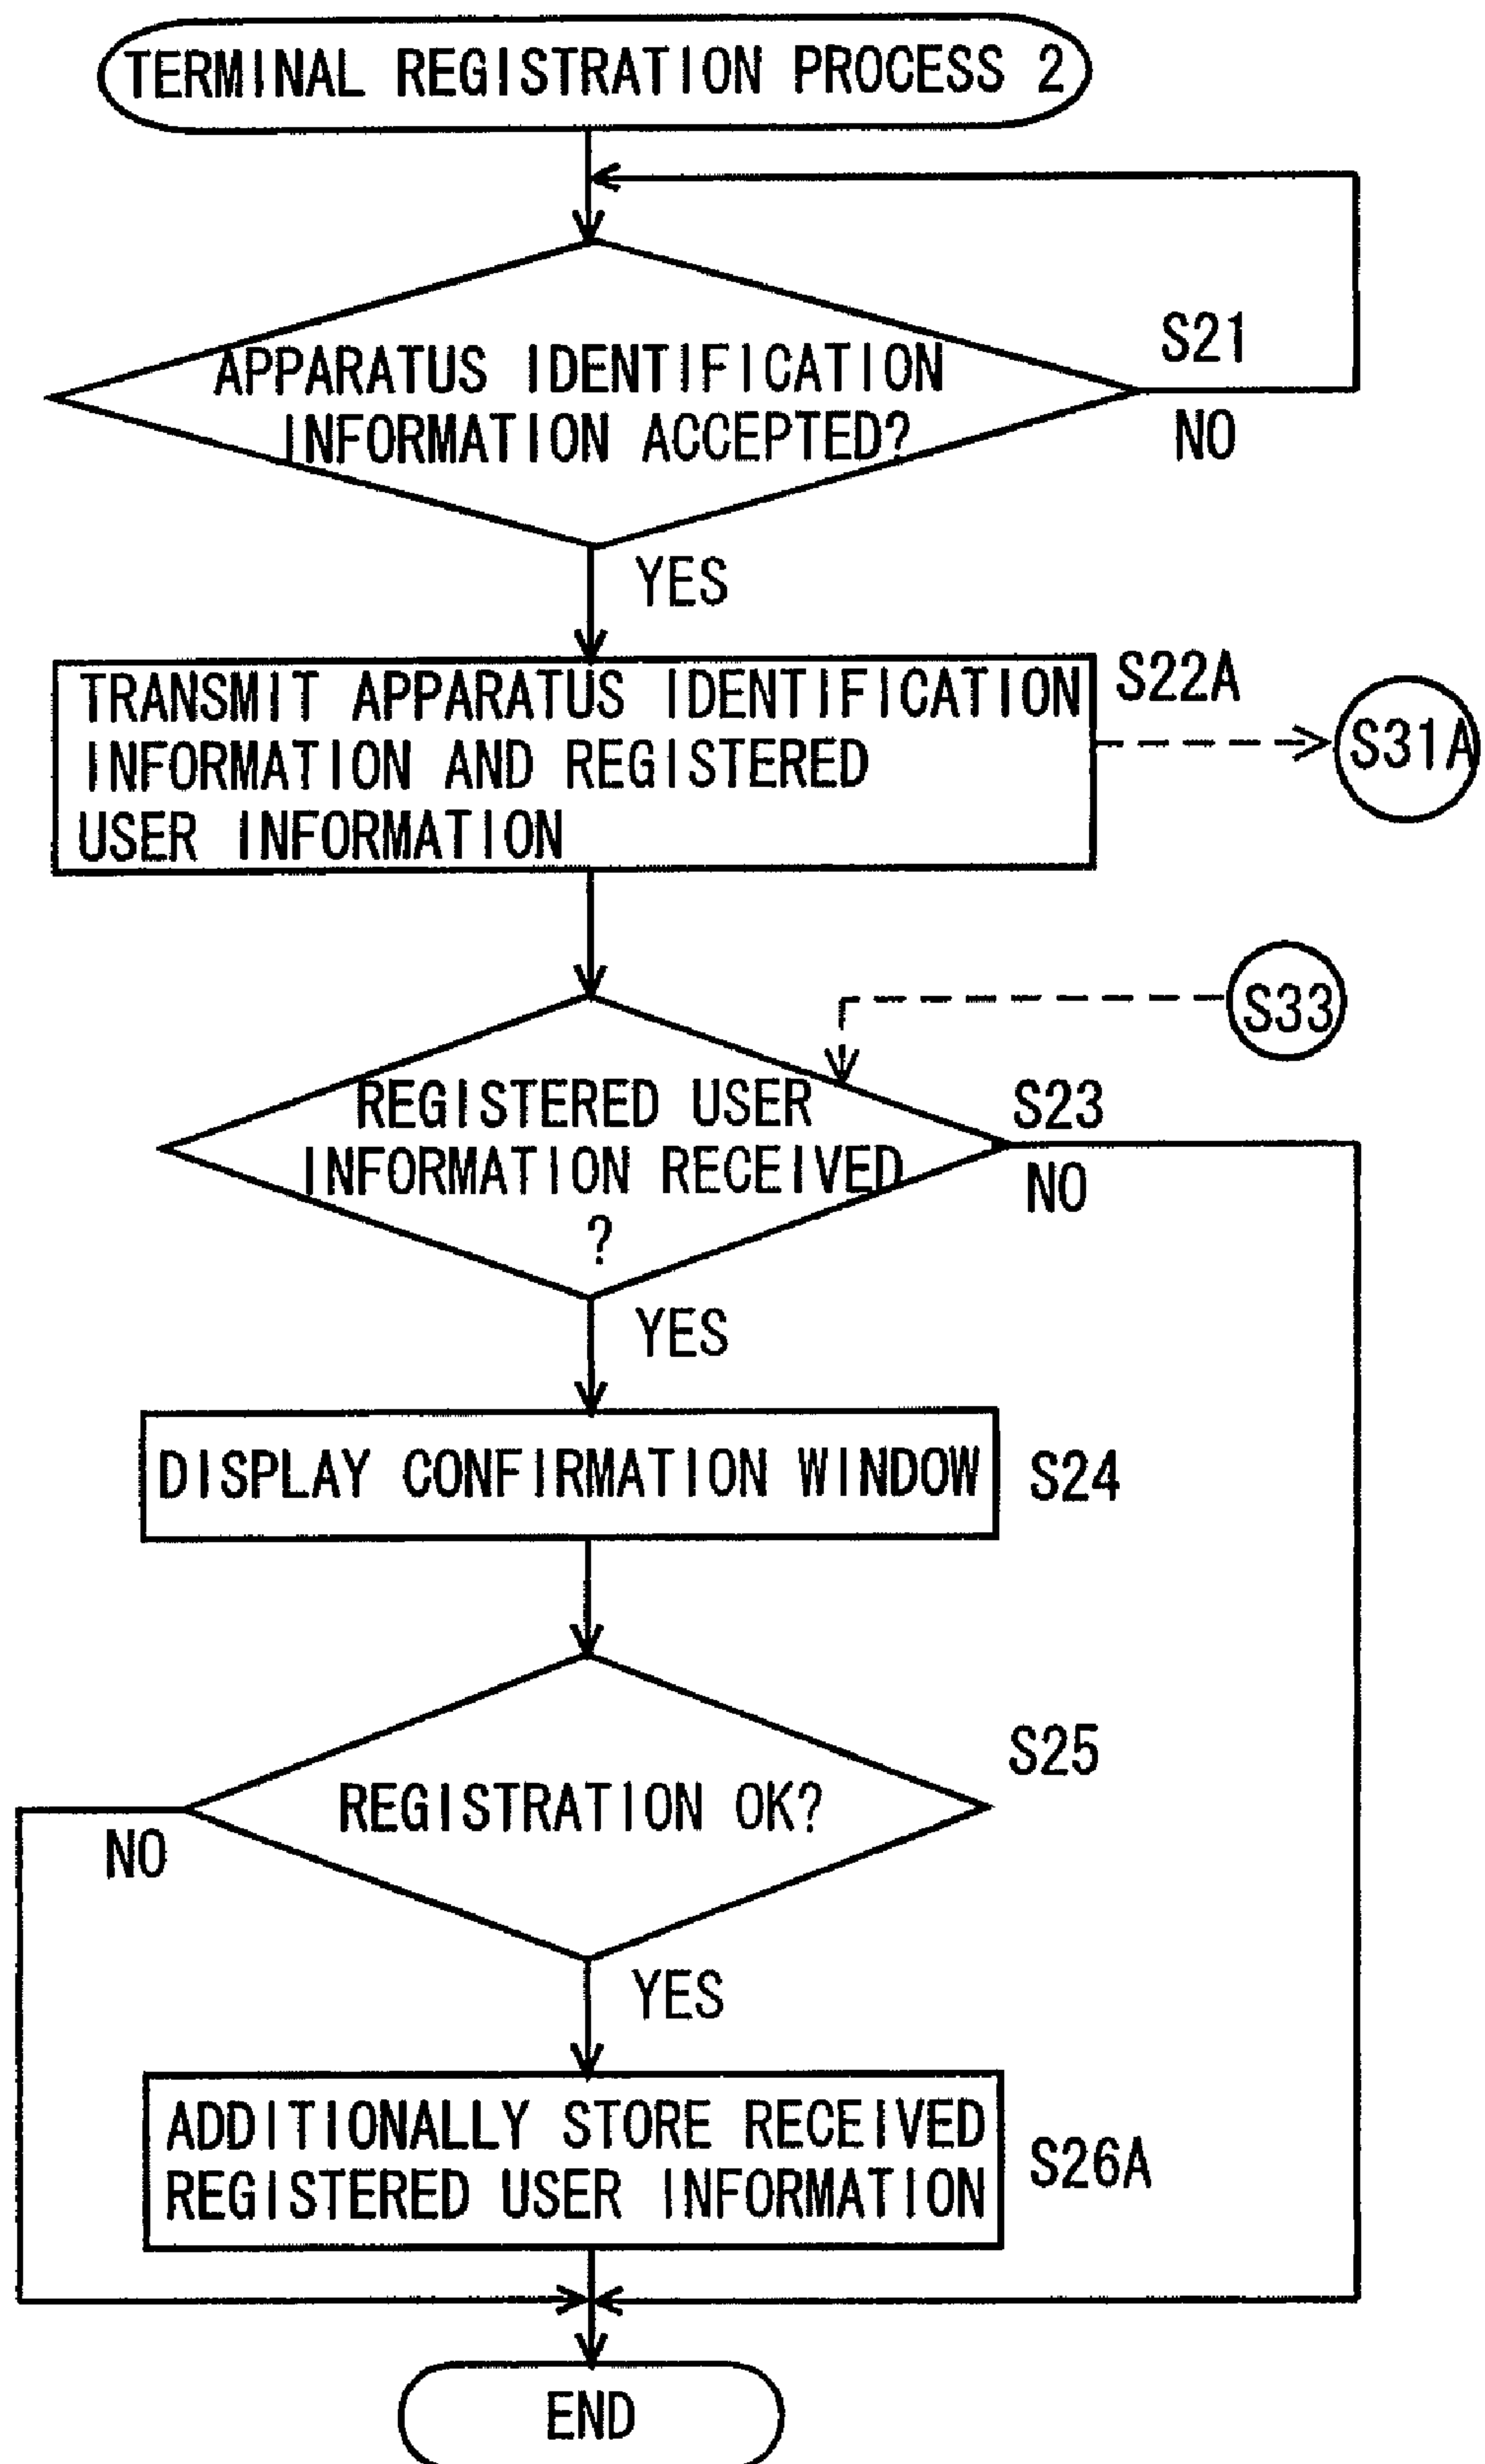 TERMINAL REGISTRATION PROCESS 2
APPARATUS IDENTIFICATION
INFORMATION ACCEPTED?
S21
NO
YES
TRANSMIT APPARATUS IDENTIFICATION
INFORMATION AND REGISTERED
USER INFORMATION
S22A
S31A
S33
REGISTERED USER
INFORMATION RECEIVED
?
S23
NO
YES
DISPLAY CONFIRMATION WINDOW
S24
REGISTRATION OK?
S25
NO
YES
ADDITIONALLY STORE RECEIVED
REGISTERED USER INFORMATION
S26A
END